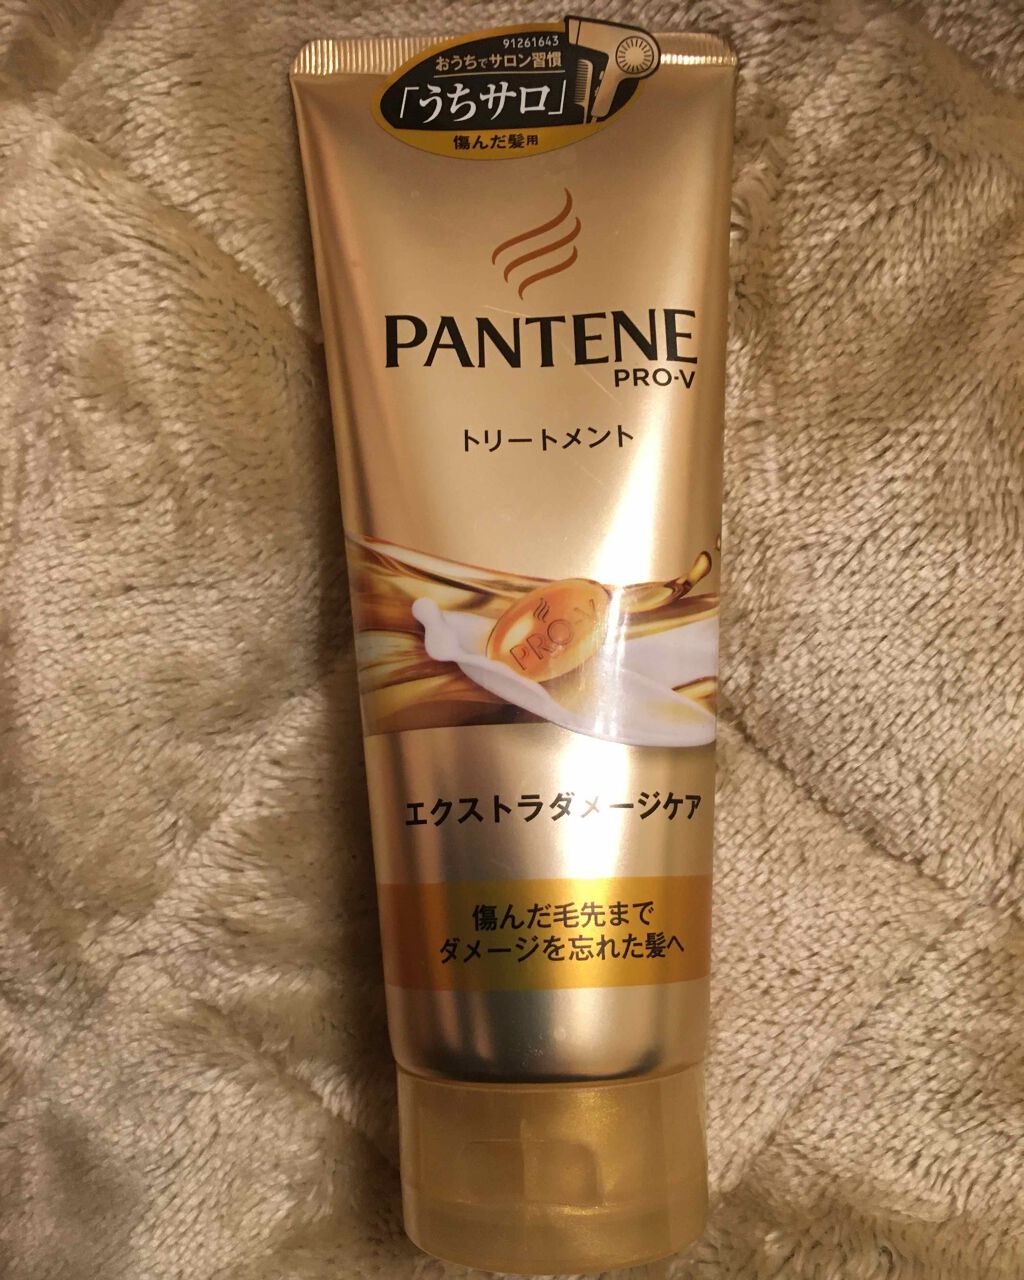 91261643
おうちでサロン習慣
「うちサロ」
傷んだ髪用
PANTENE
PRO-V
トリートメント
PRO-V
エクストラダメージケア
傷んだ毛先まで
ダメージを忘れた髪へ